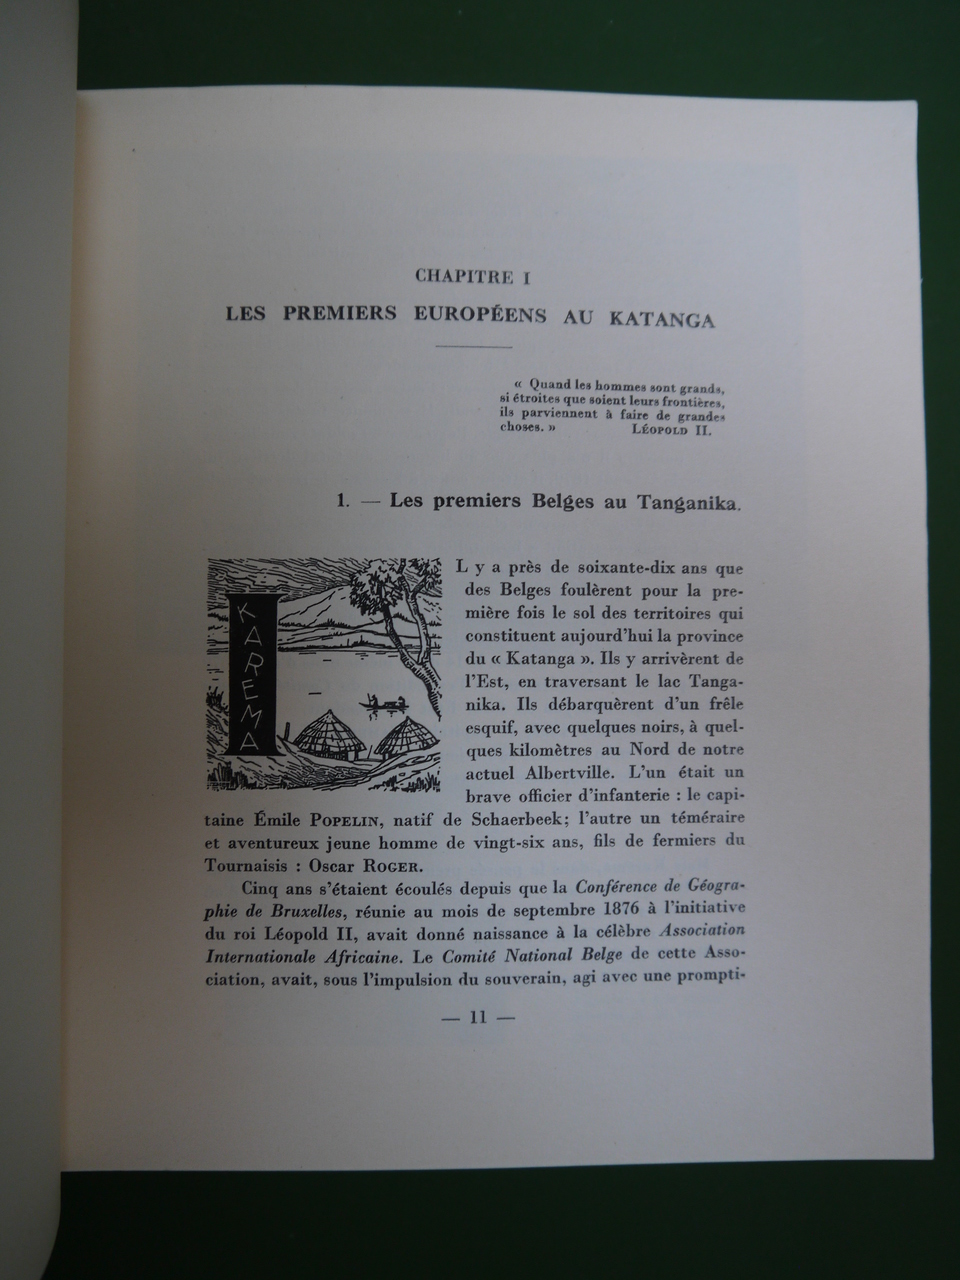 CHAPITRE I
LES PREMIERS EUROPÉENS AU KATANGA
« Quand les hommes sont grands,
si étroites que soient leurs frontières,
ils parviennent à faire de grandes
choses. » LÉOPOLD II.
1. — Les premiers Belges au Tanganika.
KAREMA
IL y a près de soixante-dix ans que
des Belges foulèrent pour la pre-
mière fois le sol des territoires qui
constituent aujourd'hui la province
du « Katanga ». Ils y arrivèrent de
l'Est, en traversant le lac Tanga-
nika. Ils débarquèrent d'un frêle
esquif, avec quelques noirs, à quel-
ques kilomètres au Nord de notre
actuel Albertville. L'un était un
brave officier d'infanterie : le capi-
taine Émile POPELIN, natif de Schaerbeek; l'autre un téméraire
et aventureux jeune homme de vingt-six ans, fils de fermiers du
Tournaisis : Oscar ROGER.
Cinq ans s'étaient écoulés depuis que la Conférence de Géogra-
phie de Bruxelles, réunie au mois de septembre 1876 à l'initiative
du roi Léopold II, avait donné naissance à la célèbre Association
Internationale Africaine. Le Comité National Belge de cette Asso-
ciation, avait, sous l'impulsion du souverain, agi avec une prompti-
— 11 —